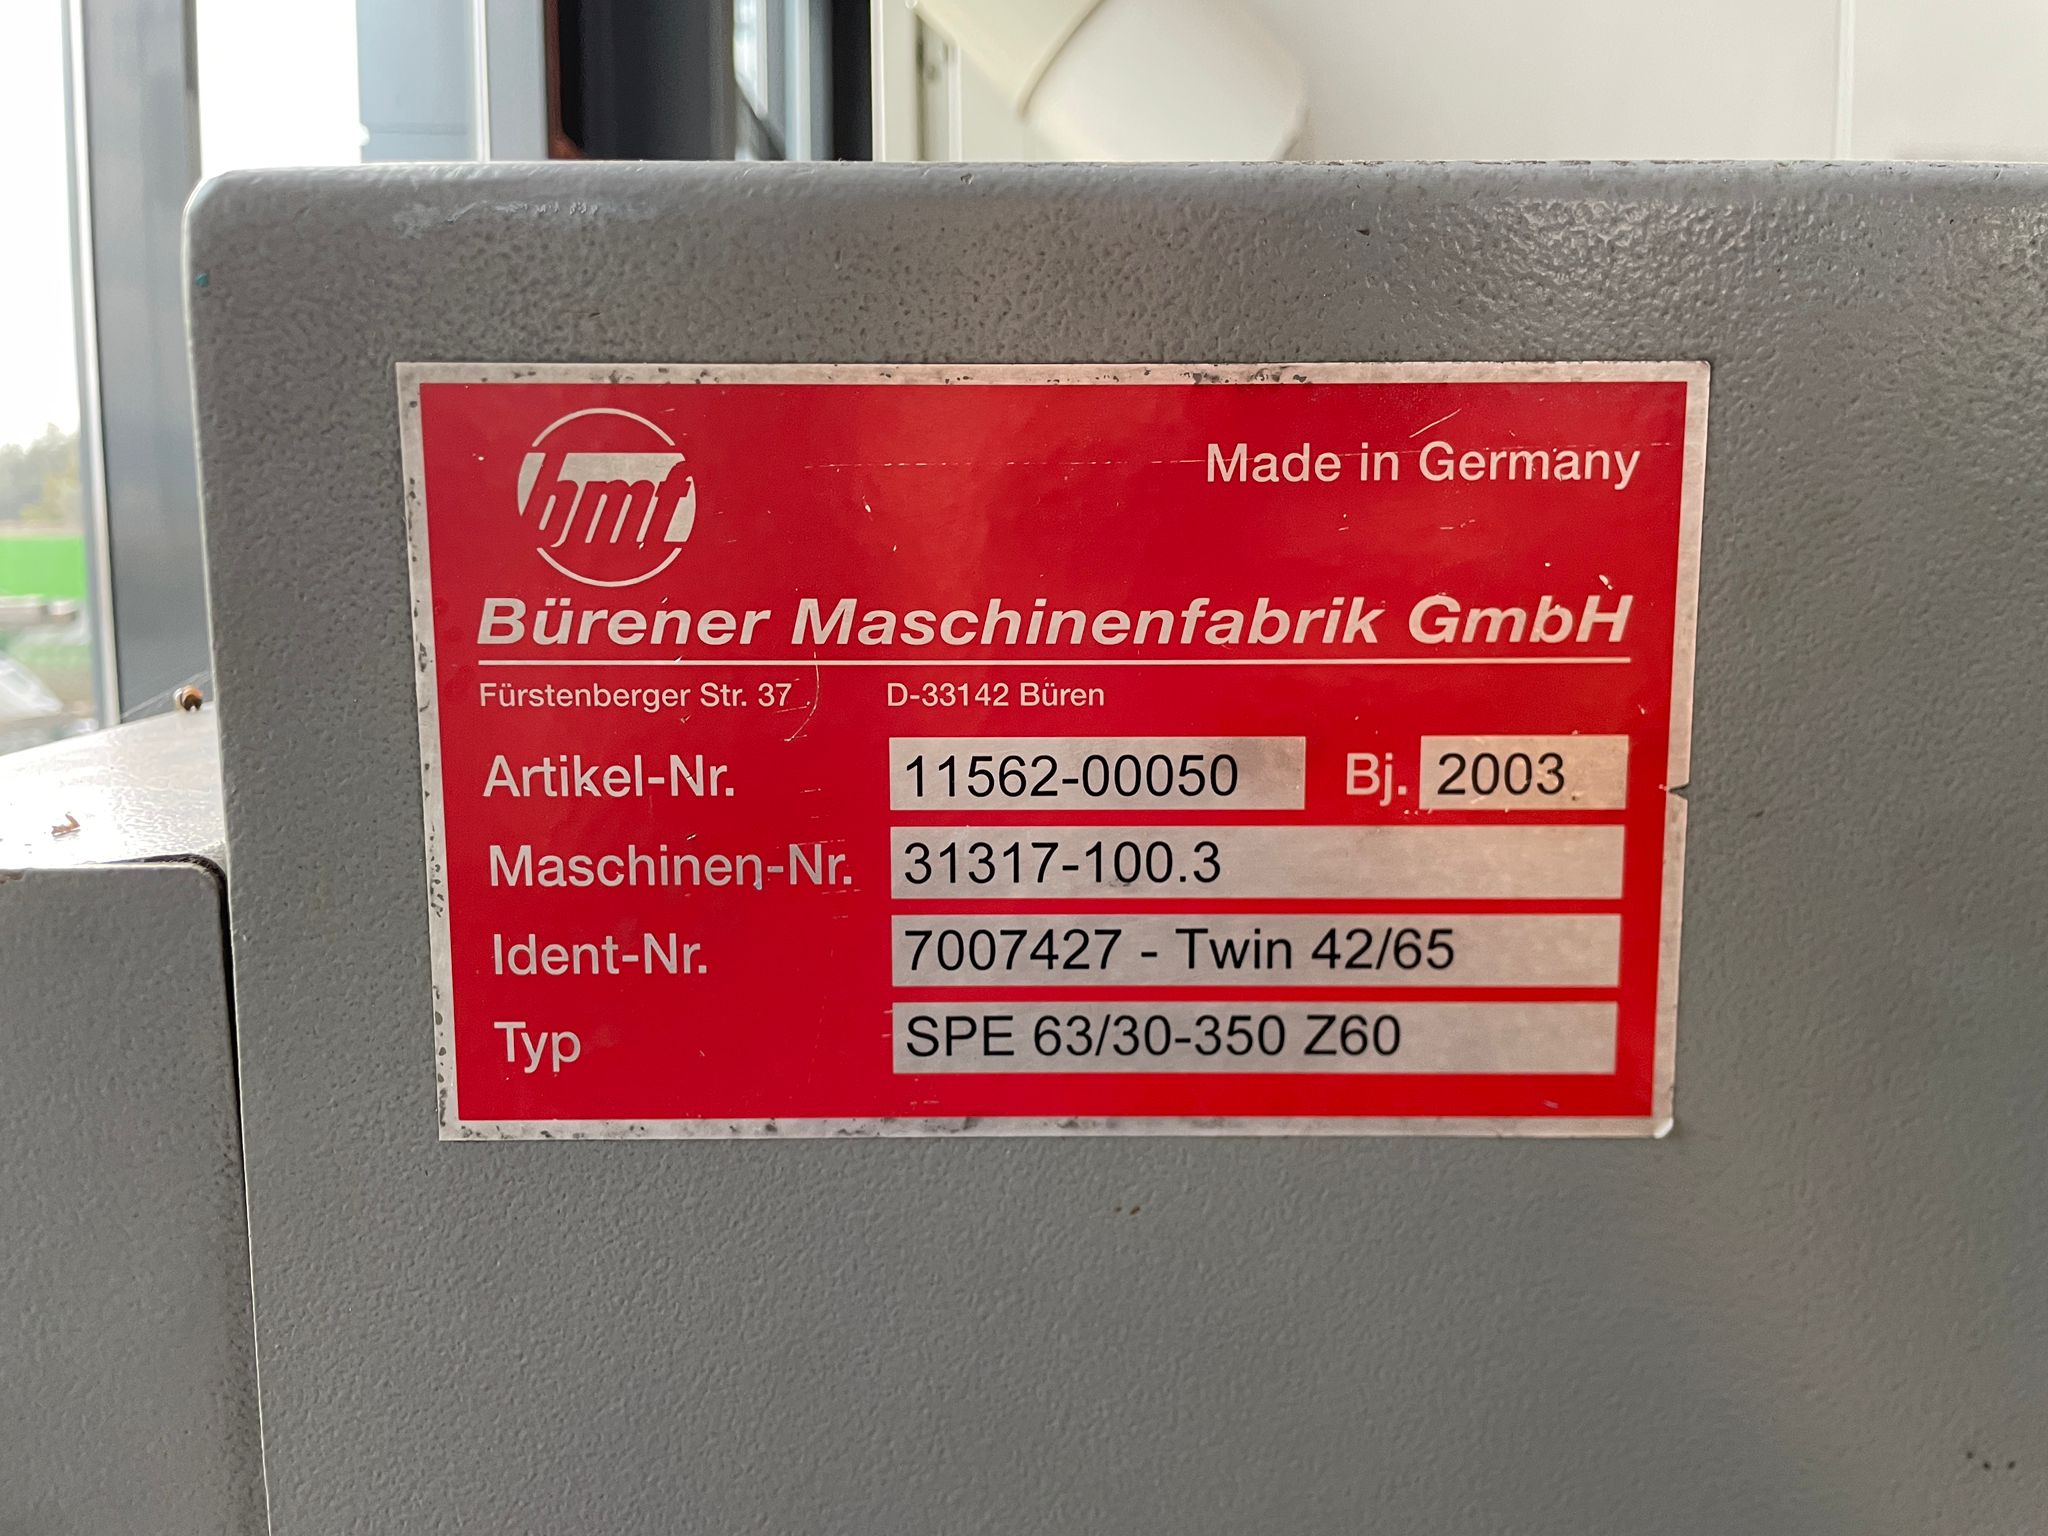 bmf
Made in Germany
Bürener Maschinenfabrik GmbH
Fürstenberger Str. 37 D-33142 Büren
Artikel-Nr. 11562-00050 Bj. 2003
Maschinen-Nr. 31317-100.3
Ident-Nr. 7007427 - Twin 42/65
Typ SPE 63/30-350 Z60